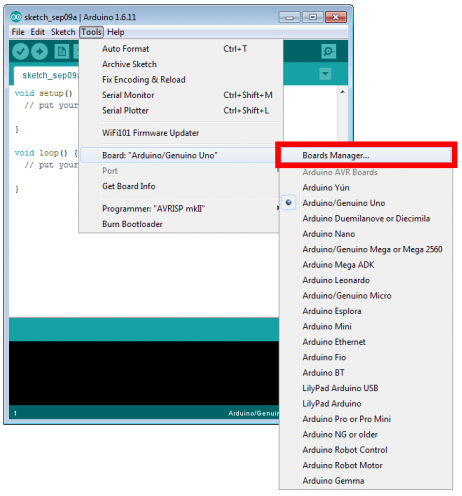 sketch_sep09a | Arduino 1.6.11
File Edit Sketch Tools Help
sketch_sep09a
void setup()
// put your
}
void loop() {
// put your
}
Auto Format Ctrl+T
Archive Sketch
Fix Encoding & Reload
Serial Monitor Ctrl+Shift+M
Serial Plotter Ctrl+Shift+L
WiFi101 Firmware Updater
Board: "Arduino/Genuino Uno"
Port
Get Board Info
Programmer: "AVRISP mkII"
Burn Bootloader
Boards Manager...
Arduino AVR Boards
Arduino Yún
Arduino/Genuino Uno
Arduino Duemilanove or Diecimila
Arduino Nano
Arduino/Genuino Mega or Mega 2560
Arduino Mega ADK
Arduino Leonardo
Arduino/Genuino Micro
Arduino Esplora
Arduino Mini
Arduino Ethernet
Arduino Fio
Arduino BT
LilyPad Arduino USB
LilyPad Arduino
Arduino Pro or Pro Mini
Arduino NG or older
Arduino Robot Control
Arduino Robot Motor
Arduino Gemma
1 Arduino/Genuin